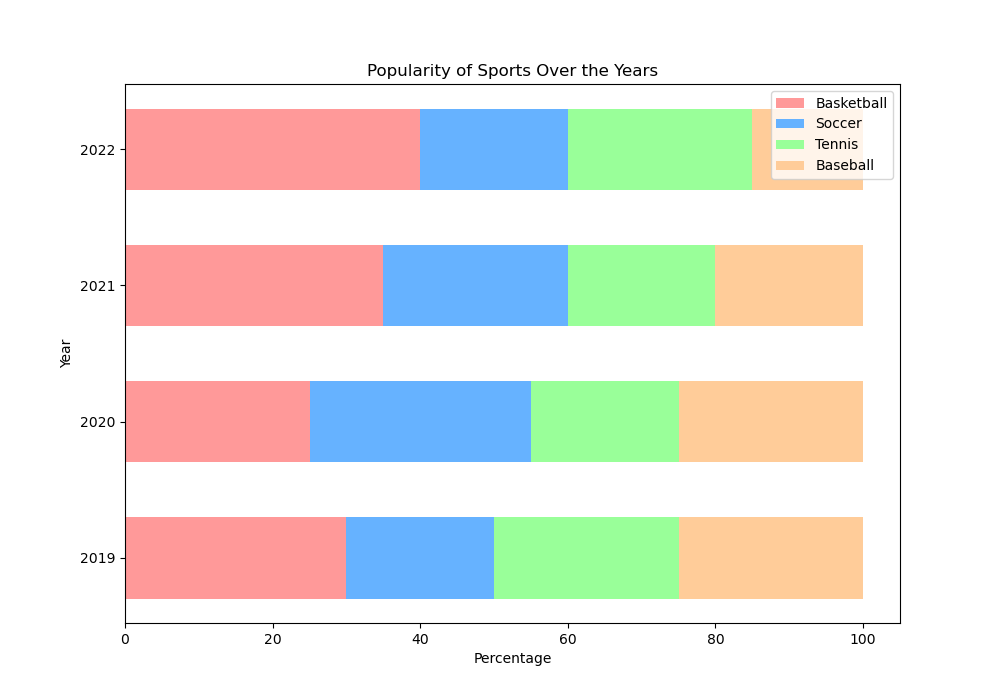 Popularity of Sports Over the Years
Basketball
Soccer
Tennis
Baseball
2022
2021
2020
2019
Year
0 20 40 60 80 100
Percentage